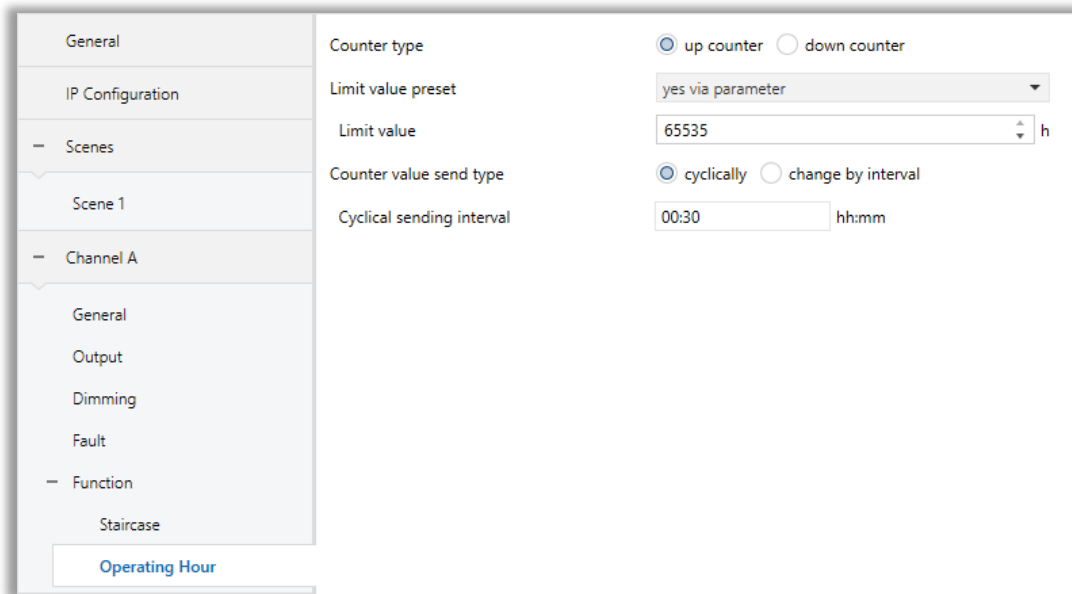 General
IP Configuration
Scenes
Scene 1
Channel A
General
Output
Dimming
Fault
Function
Staircase
Operating Hour
Counter type up counter down counter
Limit value preset yes via parameter
Limit value 65535 h
Counter value send type cyclically change by interval
Cyclical sending interval 00:30 hh:mm